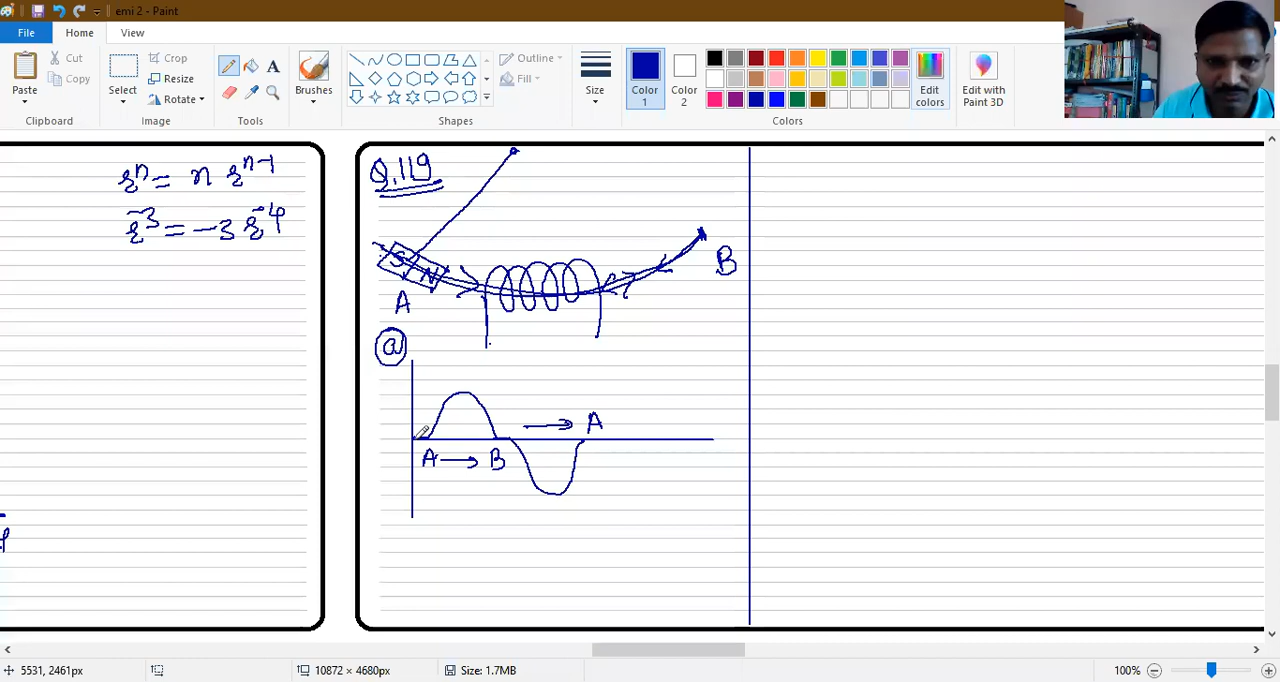 emi 2 - Paint
File Home View
Paste Cut Copy Clipboard
Select Crop Resize Rotate Image
A Tools
Brushes
Shapes Outline Fill
Size
Color 1 Color 2 Edit colors Colors
Edit with Paint 3D
r^n = n r^{n-1}
r^{-3} = -3 r^{-4}
Q.119
S N
A B
a
A
A → B
5531, 2461px 10872 × 4680px Size: 1.7MB 100%